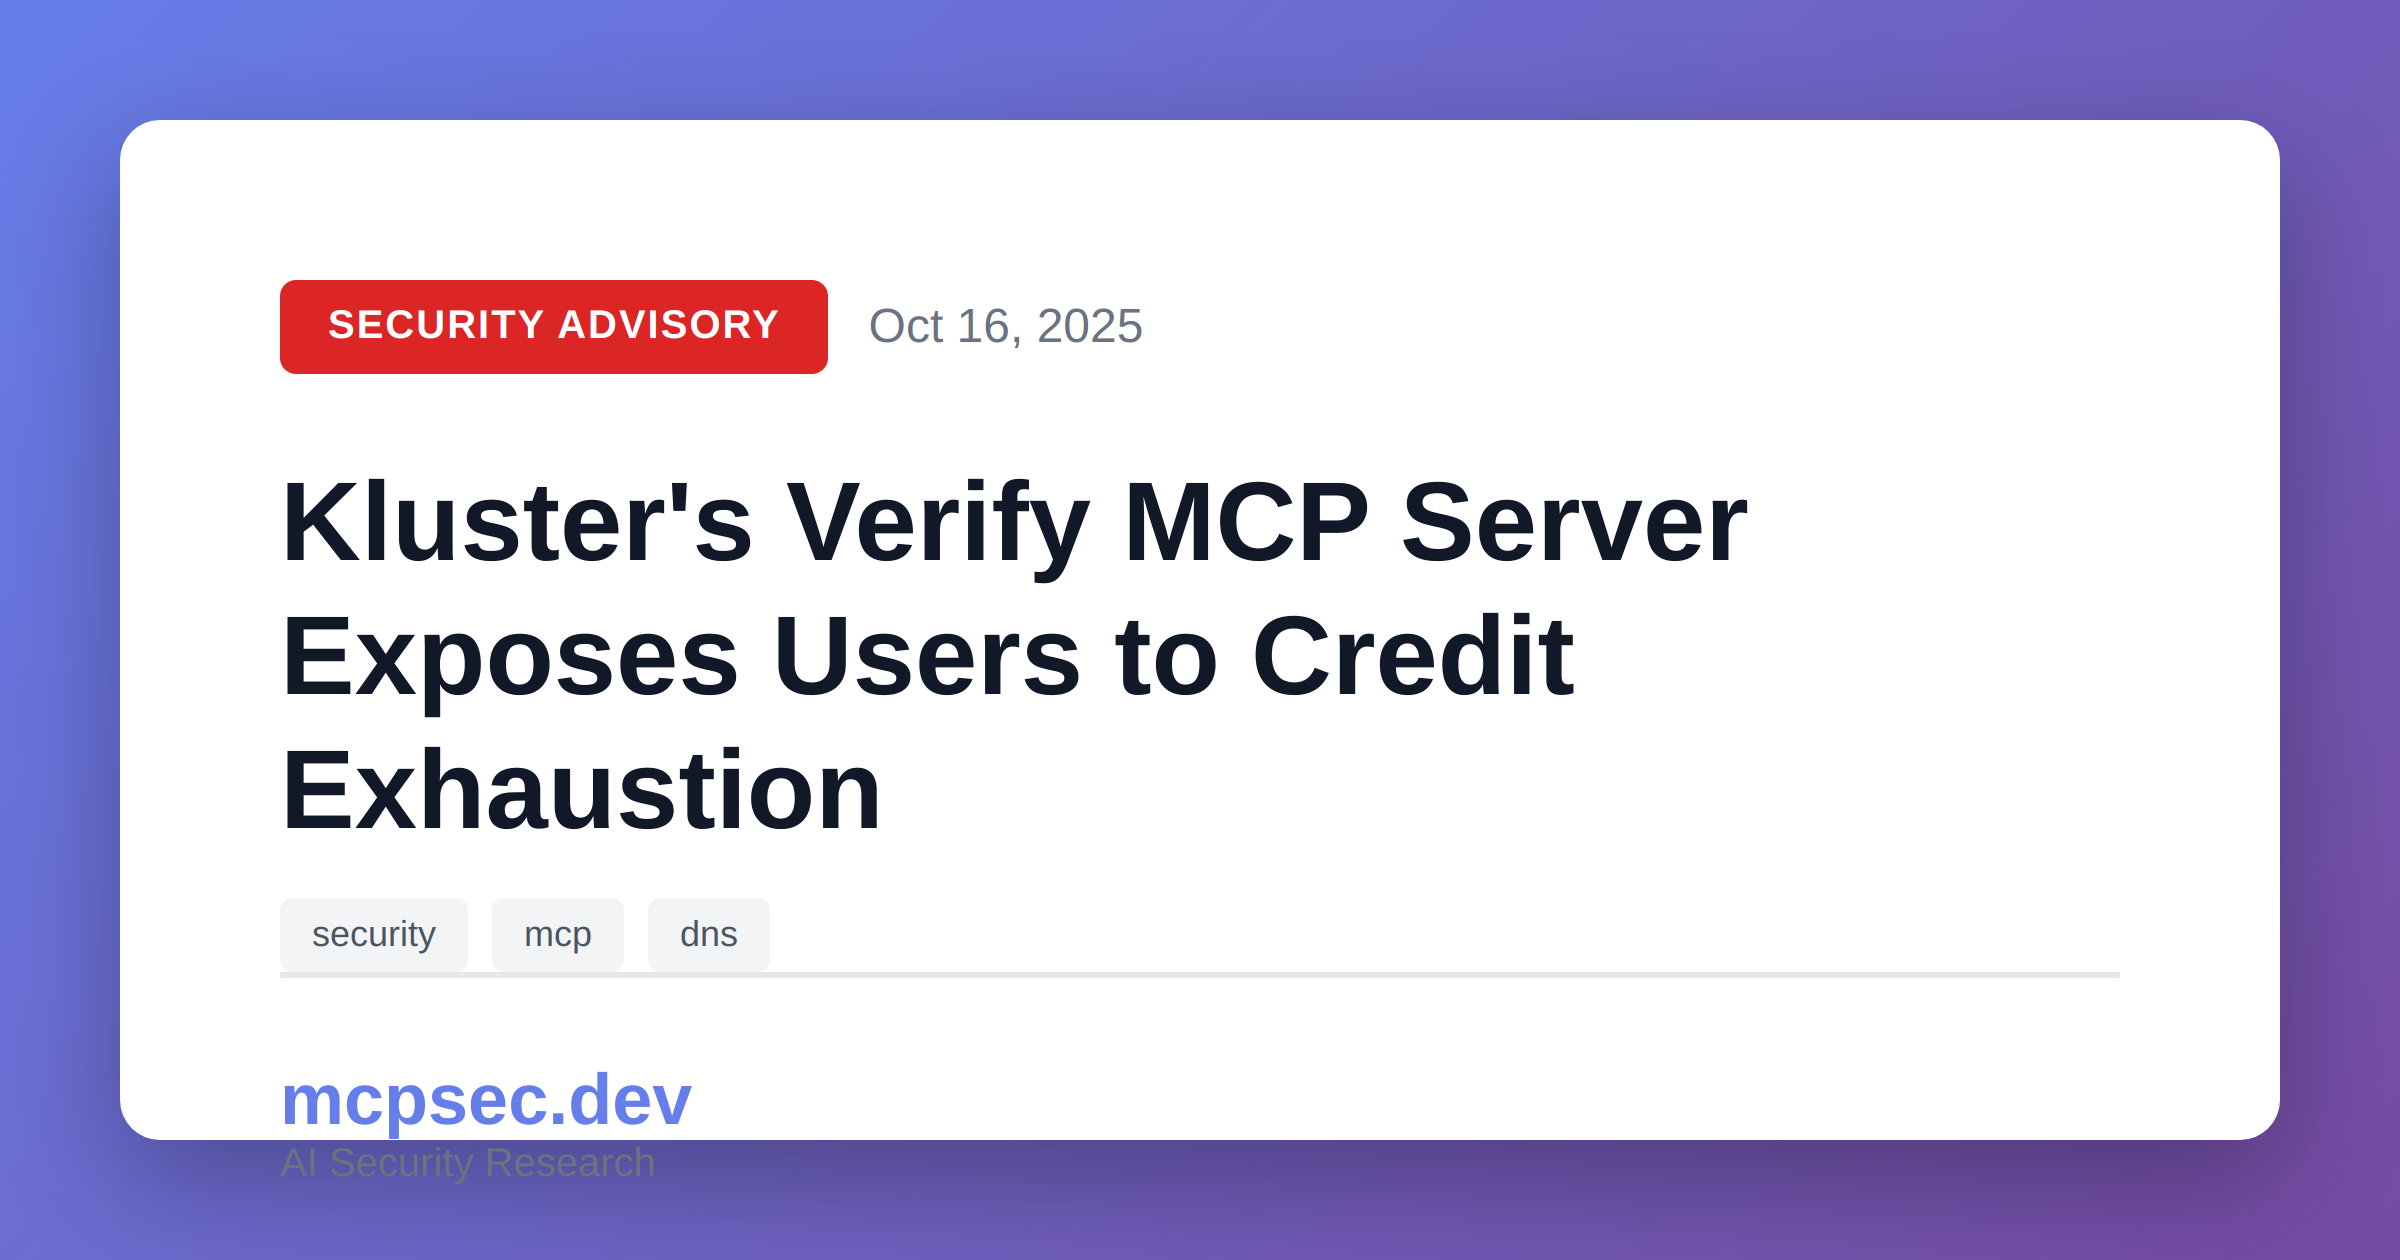 SECURITY ADVISORY Oct 16, 2025
Kluster's Verify MCP Server
Exposes Users to Credit
Exhaustion
security mcp dns
mcpsec.dev
AI Security Research